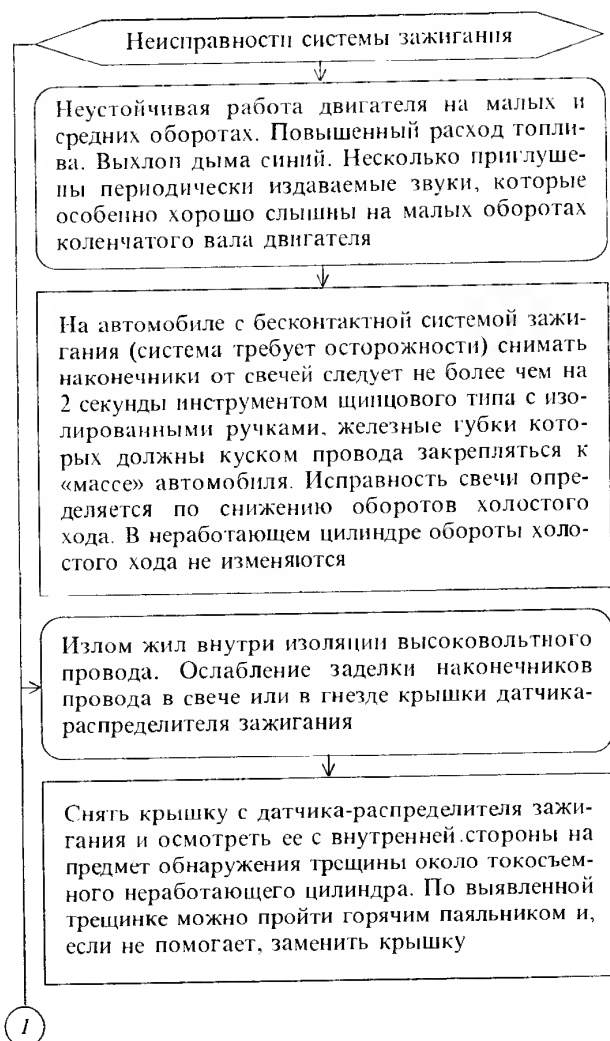 Неисправности системы зажигания
Неустойчивая работа двигателя на малых и
средних оборотах. Повышенный расход топли-
ва. Выхлоп дыма синий. Несколько приглуше-
ны периодически издаваемые звуки, которые
особенно хорошо слышны на малых оборотах
коленчатого вала двигателя
На автомобиле с бесконтактной системой зажи-
гания (система требует осторожности) снимать
наконечники от свечей следует не более чем на
2 секунды инструментом щипцового типа с изо-
лированными ручками, железные губки кото-
рых должны куском провода закрепляться к
«массе» автомобиля. Исправность свечи опре-
деляется по снижению оборотов холостого
хода. В неработающем цилиндре обороты холо-
стого хода не изменяются
Излом жил внутри изоляции высоковольтного
провода. Ослабление заделки наконечников
провода в свече или в гнезде крышки датчика-
распределителя зажигания
Снять крышку с датчика-распределителя зажи-
гания и осмотреть ее с внутренней стороны на
предмет обнаружения трещины около токосъем-
ного неработающего цилиндра. По выявленной
трещинке можно пройти горячим паяльником и,
если не помогает, заменить крышку
1